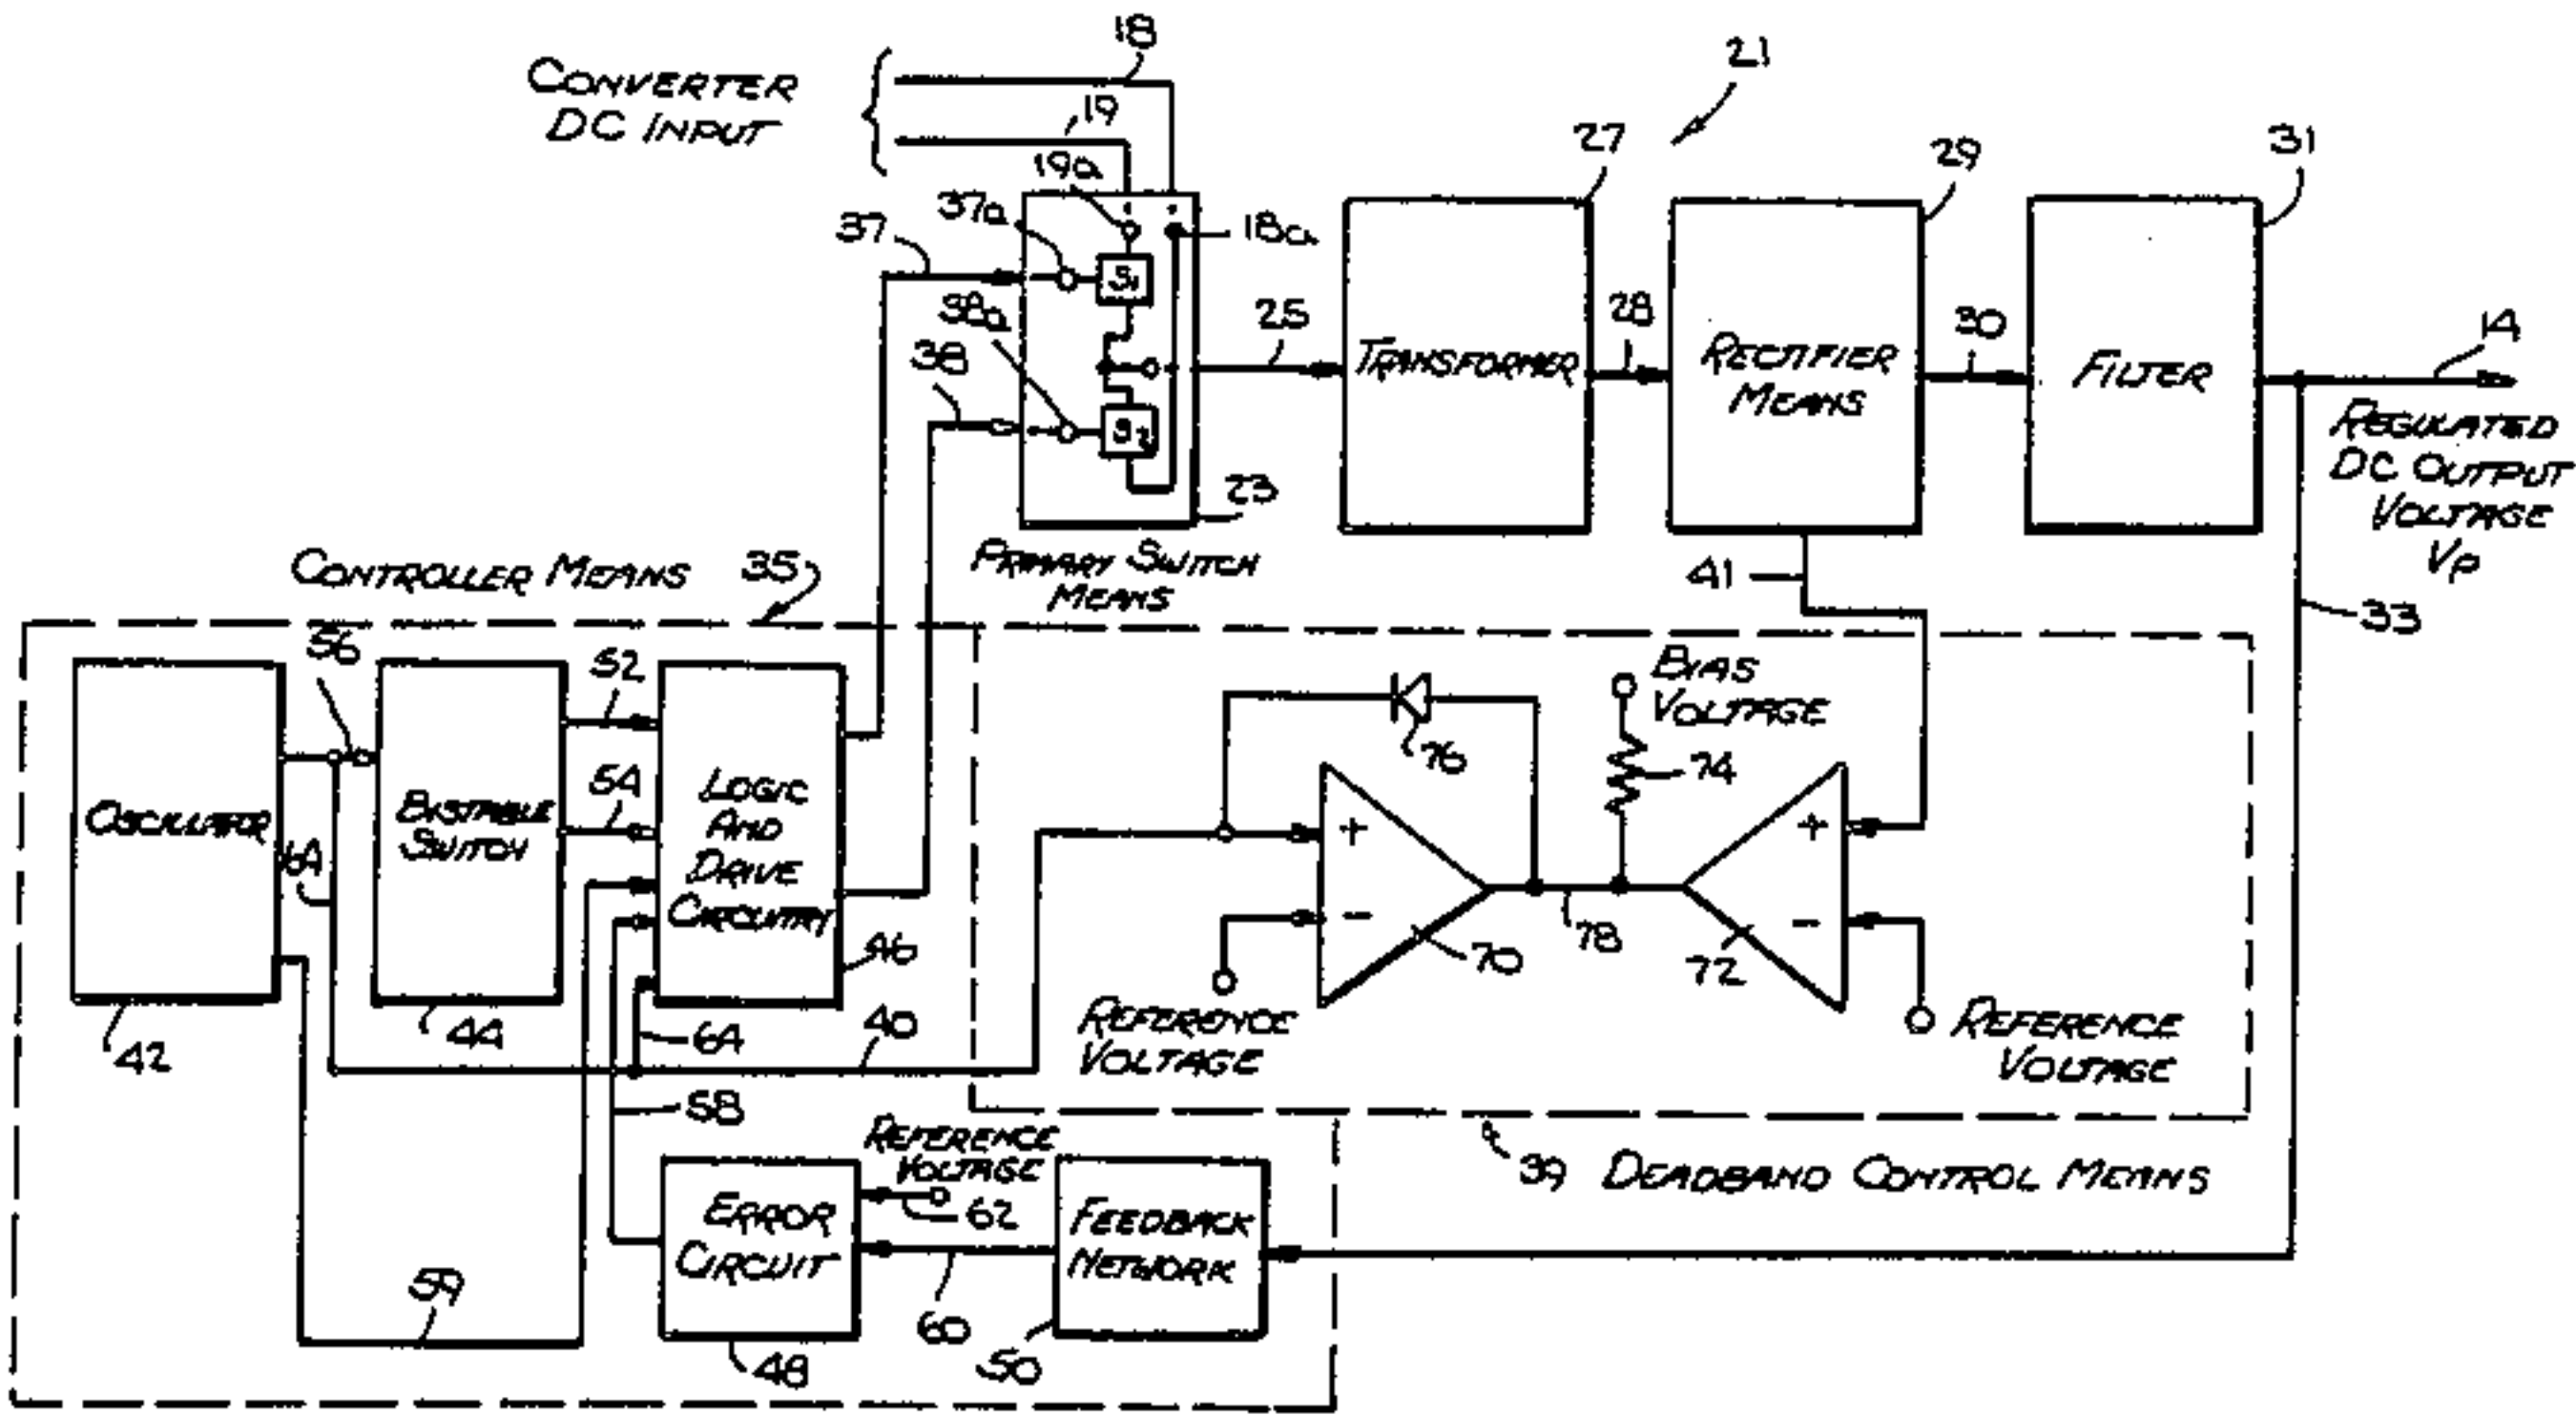 CONVERTER
DC INPUT
18
19
19a
18a
37
37a
38
38a
S1
S2
23
PRIMARY SWITCH
MEANS
21
25
27
TRANSFORMER
28
29
RECTIFIER
MEANS
30
31
FILTER
14
REGULATED
DC OUTPUT
VOLTAGE
Vp
33
41
CONTROLLER MEANS
35
OSCILLATOR
42
56
64
BISTABLE
SWITCH
44
52
54
LOGIC
AND
DRIVE
CIRCUITRY
46
64
40
58
59
76
BIAS
VOLTAGE
74
+
-
70
78
72
+
-
REFERENCE
VOLTAGE
REFERENCE
VOLTAGE
39 DEADBAND CONTROL MEANS
REFERENCE
VOLTAGE
62
ERROR
CIRCUIT
48
60
FEEDBACK
NETWORK
50